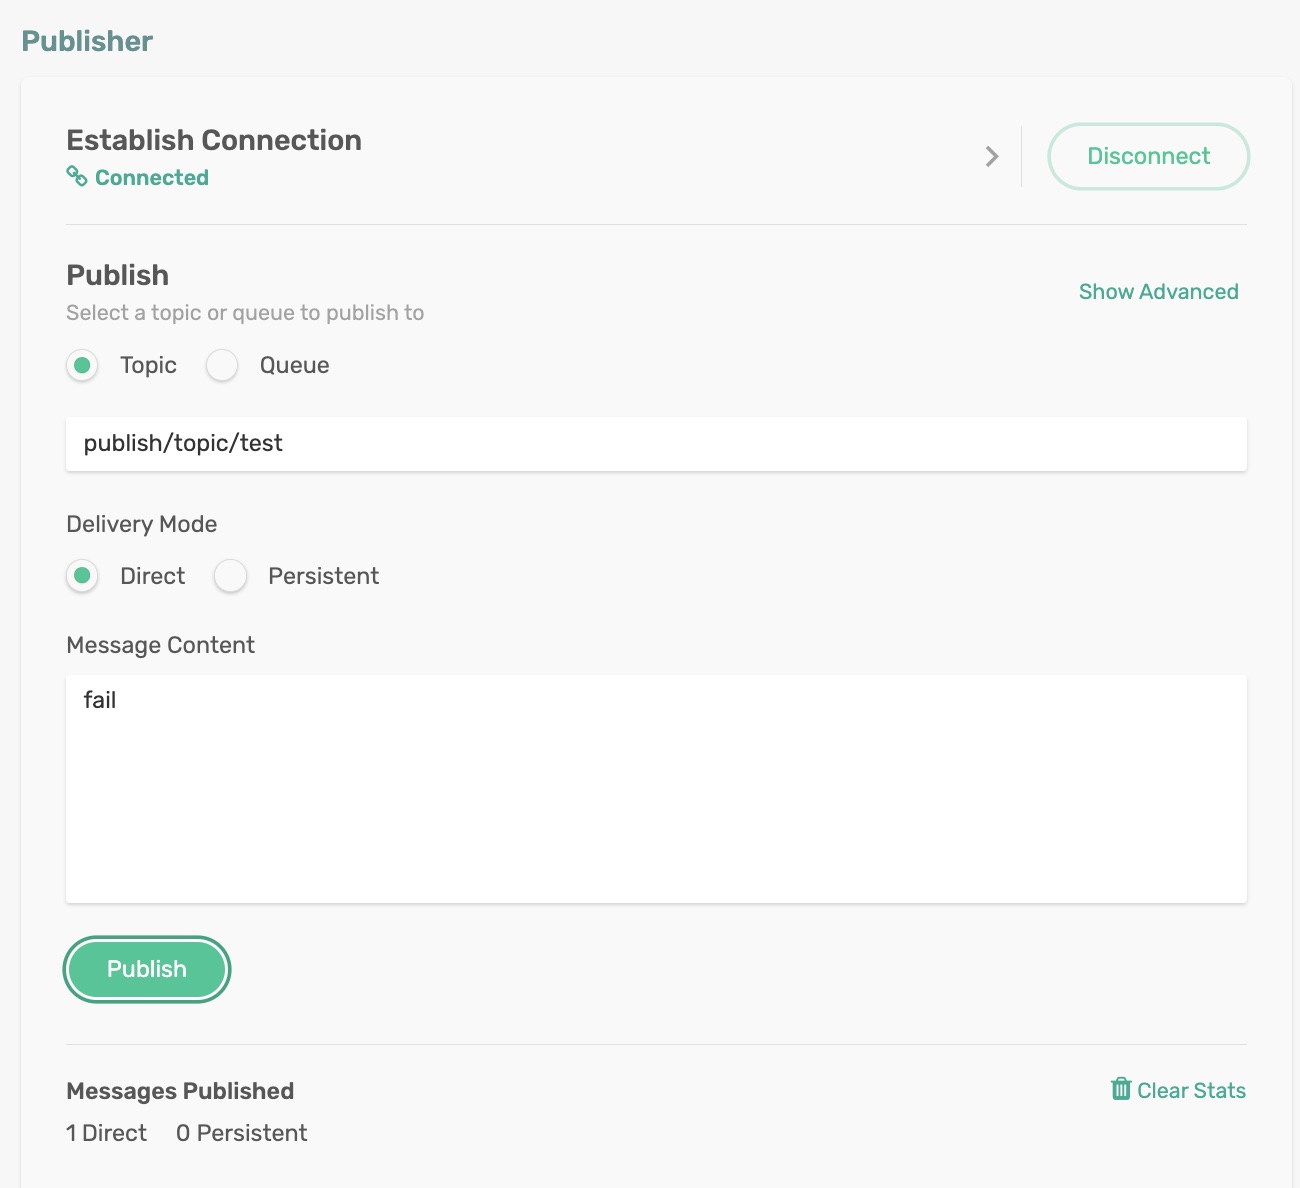 Publisher
Establish Connection
Connected
Disconnect
Publish
Select a topic or queue to publish to
Show Advanced
Topic Queue
publish/topic/test
Delivery Mode
Direct Persistent
Message Content
fail
Publish
Messages Published
Clear Stats
1 Direct 0 Persistent